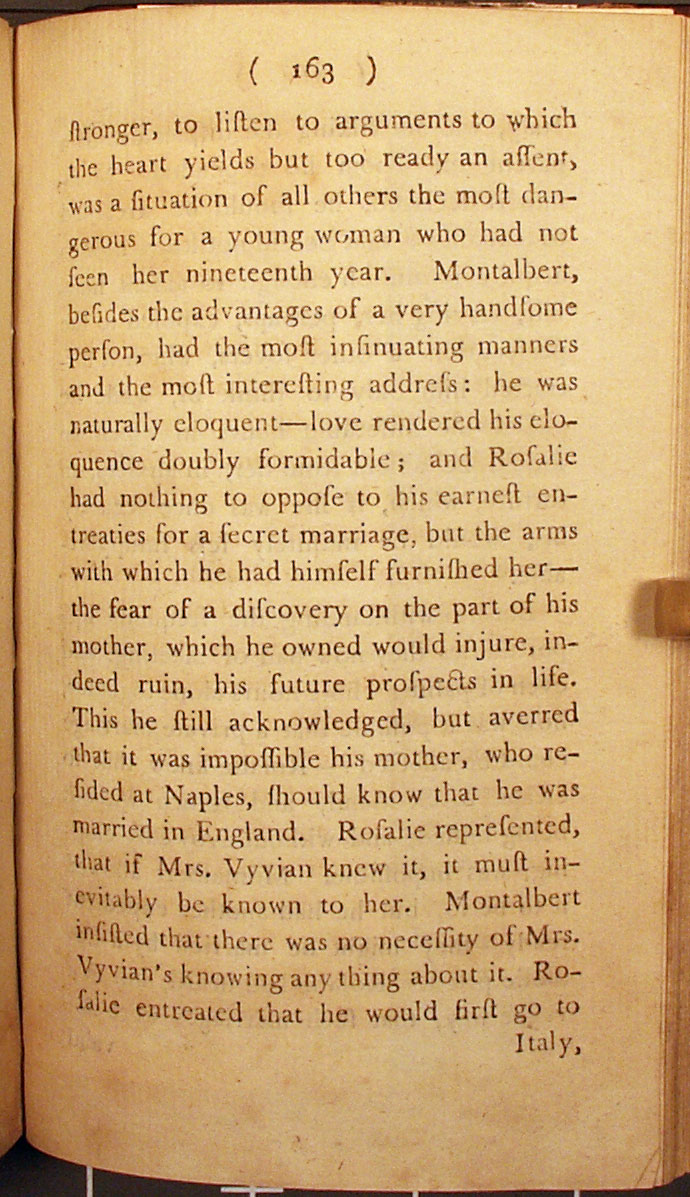 ( 163 )
ſtronger, to liſten to arguments to which
the heart yields but too ready an aſſent,
was a ſituation of all others the moſt dan-
gerous for a young woman who had not
ſeen her nineteenth year. Montalbert,
beſides the advantages of a very handſome
perſon, had the moſt inſinuating manners
and the moſt intereſting addreſs: he was
naturally eloquent—love rendered his elo-
quence doubly formidable; and Roſalie
had nothing to oppoſe to his earneſt en-
treaties for a ſecret marriage, but the arms
with which he had himſelf furniſhed her—
the fear of a diſcovery on the part of his
mother, which he owned would injure, in-
deed ruin, his future proſpects in life.
This he ſtill acknowledged, but averred
that it was impoſſible his mother, who re-
ſided at Naples, ſhould know that he was
married in England. Roſalie repreſented,
that if Mrs. Vyvian knew it, it muſt in-
evitably be known to her. Montalbert
inſiſted that there was no neceſſity of Mrs.
Vyvian's knowing any thing about it. Ro-
ſalie entreated that he would firſt go to
Italy,